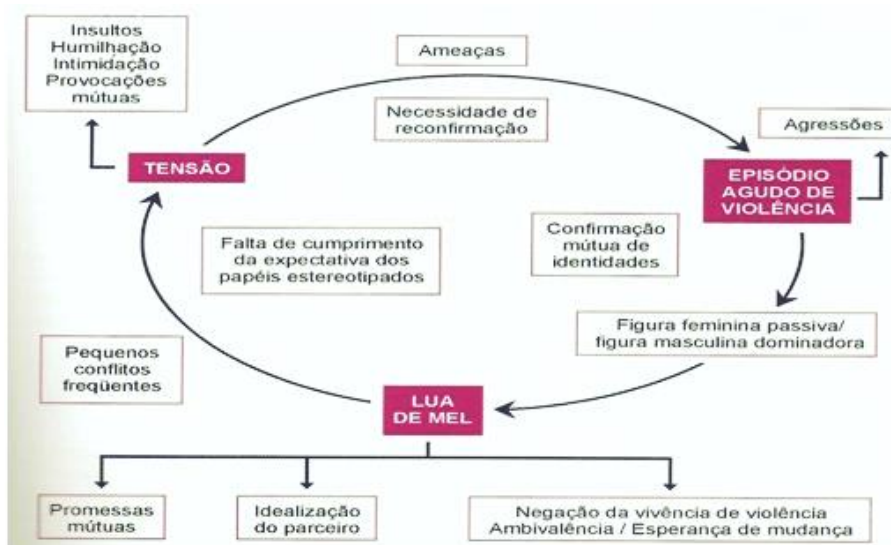 Insultos
Humilhação
Intimidação
Provocações
mútuas
Ameaças
Necessidade de
reconfirmação
Agressões
TENSÃO
EPISÓDIO
AGUDO DE
VIOLÊNCIA
Falta de cumprimento
da expectativa dos
papéis estereotipados
Confirmação
mútua de
identidades
Figura feminina passiva/
figura masculina dominadora
Pequenos
conflitos
freqüentes
LUA
DE MEL
Promessas
mútuas
Idealização
do parceiro
Negação da vivência de violência
Ambivalência / Esperança de mudança